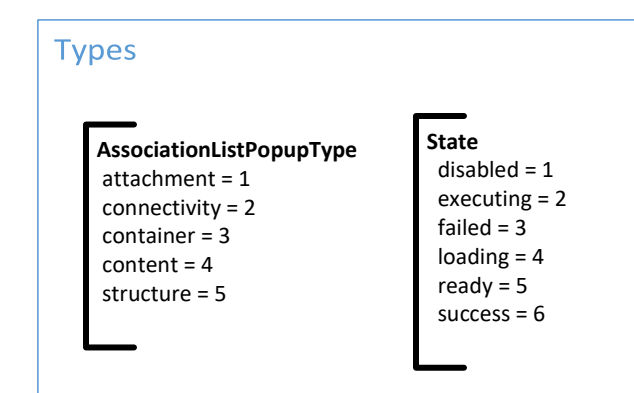 Types
AssociationListPopupType
attachment = 1
connectivity = 2
container = 3
content = 4
structure = 5
State
disabled = 1
executing = 2
failed = 3
loading = 4
ready = 5
success = 6